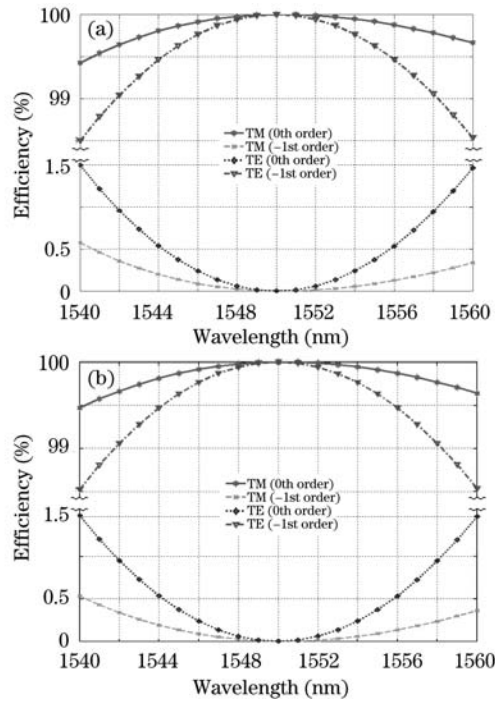 (a)
100
99
1.5
0.5
0
Efficiency (%)
TM (0th order)
TM (−1st order)
TE (0th order)
TE (−1st order)
1540 1544 1548 1552 1556 1560
Wavelength (nm)
(b)
100
99
1.5
0.5
0
Efficiency (%)
TM (0th order)
TM (−1st order)
TE (0th order)
TE (−1st order)
1540 1544 1548 1552 1556 1560
Wavelength (nm)